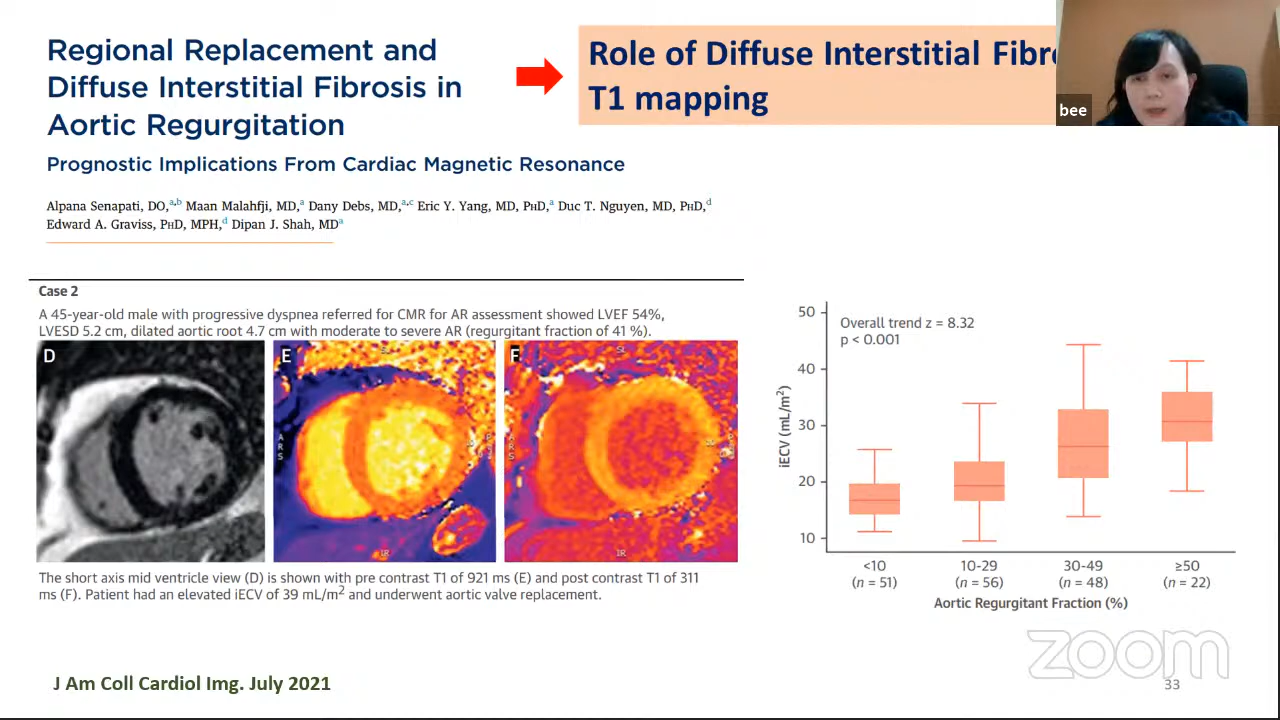 Regional Replacement and
Diffuse Interstitial Fibrosis in
Aortic Regurgitation
Prognostic Implications From Cardiac Magnetic Resonance
Alpana Senapati, DO,a,b Maan Malahfji, MD,a Dany Debs, MD,a,c Eric Y. Yang, MD, PhD,a Duc T. Nguyen, MD, PhD,d
Edward A. Graviss, PhD, MPH,d Dipan J. Shah, MDa
Role of Diffuse Interstitial Fibro
T1 mapping
bee
Case 2
A 45-year-old male with progressive dyspnea referred for CMR for AR assessment showed LVEF 54%,
LVESD 5.2 cm, dilated aortic root 4.7 cm with moderate to severe AR (regurgitant fraction of 41 %).
D
E
F
SL
A
R
S
IR
SL
A
R
S
IR
The short axis mid ventricle view (D) is shown with pre contrast T1 of 921 ms (E) and post contrast T1 of 311
ms (F). Patient had an elevated iECV of 39 mL/m2 and underwent aortic valve replacement.
Overall trend z = 8.32
p < 0.001
iECV (mL/m2)
50
40
30
20
10
<10 10-29 30-49 ≥50
(n = 51) (n = 56) (n = 48) (n = 22)
Aortic Regurgitant Fraction (%)
J Am Coll Cardiol Img. July 2021
zoom
33